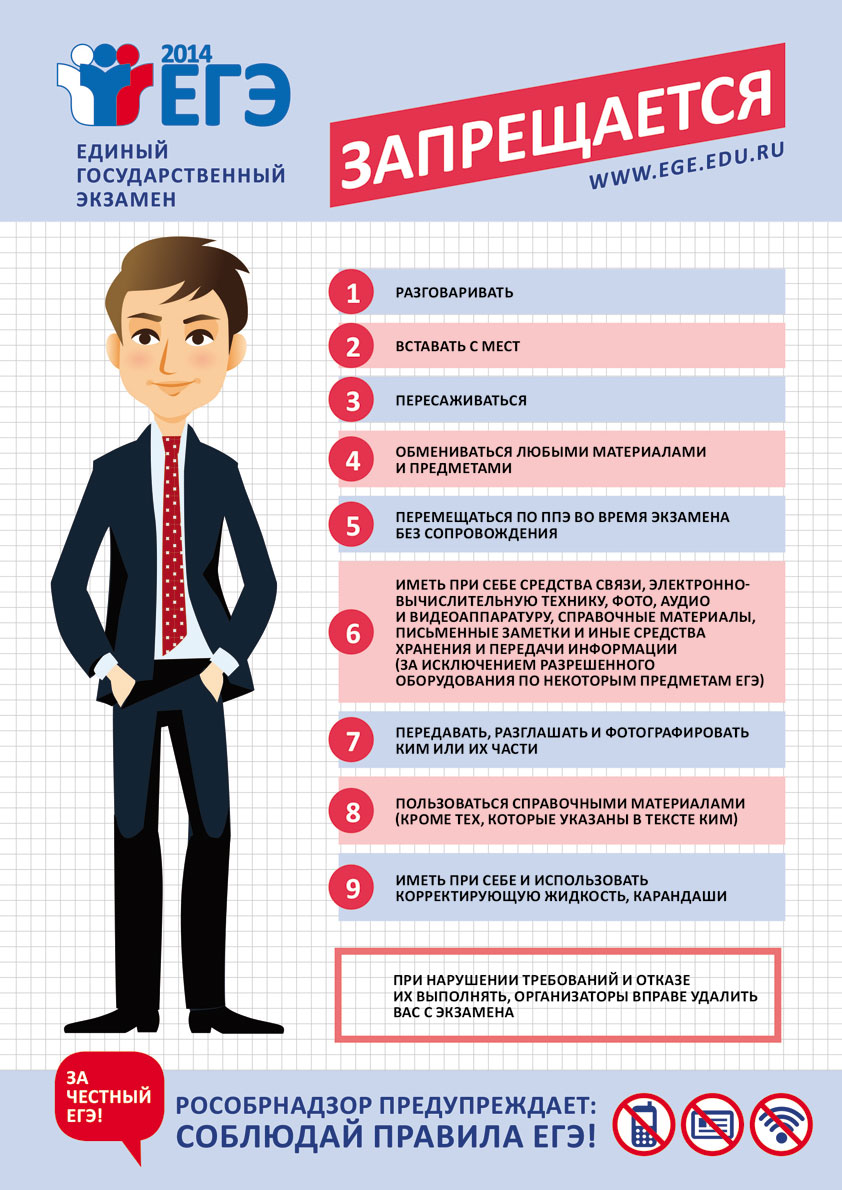 2014
ЕГЭ
ЕДИНЫЙ
ГОСУДАРСТВЕННЫЙ
ЭКЗАМЕН
ЗАПРЕЩАЕТСЯ
WWW.EGE.EDU.RU
1
РАЗГОВАРИВАТЬ
2
ВСТАВАТЬ С МЕСТ
3
ПЕРЕСАЖИВАТЬСЯ
4
ОБМЕНИВАТЬСЯ ЛЮБЫМИ МАТЕРИАЛАМИ
И ПРЕДМЕТАМИ
5
ПЕРЕМЕЩАТЬСЯ ПО ППЭ ВО ВРЕМЯ ЭКЗАМЕНА
БЕЗ СОПРОВОЖДЕНИЯ
6
ИМЕТЬ ПРИ СЕБЕ СРЕДСТВА СВЯЗИ, ЭЛЕКТРОННО-
ВЫЧИСЛИТЕЛЬНУЮ ТЕХНИКУ, ФОТО, АУДИО
И ВИДЕОАППАРАТУРУ, СПРАВОЧНЫЕ МАТЕРИАЛЫ,
ПИСЬМЕННЫЕ ЗАМЕТКИ И ИНЫЕ СРЕДСТВА
ХРАНЕНИЯ И ПЕРЕДАЧИ ИНФОРМАЦИИ
(ЗА ИСКЛЮЧЕНИЕМ РАЗРЕШЕННОГО
ОБОРУДОВАНИЯ ПО НЕКОТОРЫМ ПРЕДМЕТАМ ЕГЭ)
7
ПЕРЕДАВАТЬ, РАЗГЛАШАТЬ И ФОТОГРАФИРОВАТЬ
КИМ ИЛИ ИХ ЧАСТИ
8
ПОЛЬЗОВАТЬСЯ СПРАВОЧНЫМИ МАТЕРИАЛАМИ
(КРОМЕ ТЕХ, КОТОРЫЕ УКАЗАНЫ В ТЕКСТЕ КИМ)
9
ИМЕТЬ ПРИ СЕБЕ И ИСПОЛЬЗОВАТЬ
КОРРЕКТИРУЮЩУЮ ЖИДКОСТЬ, КАРАНДАШИ
ПРИ НАРУШЕНИИ ТРЕБОВАНИЙ И ОТКАЗЕ
ИХ ВЫПОЛНЯТЬ, ОРГАНИЗАТОРЫ ВПРАВЕ УДАЛИТЬ
ВАС С ЭКЗАМЕНА
ЗА
ЧЕСТНЫЙ
ЕГЭ!
РОСОБРНАДЗОР ПРЕДУПРЕЖДАЕТ:
СОБЛЮДАЙ ПРАВИЛА ЕГЭ!